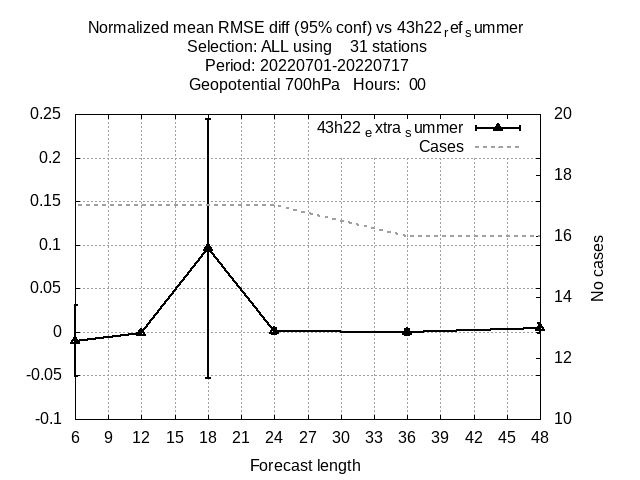 Normalized mean RMSE diff (95% conf) vs 43h22refsummer
Selection: ALL using 31 stations
Period: 20220701-20220717
Geopotential 700hPa Hours: 00
43h22extrasummer
Cases
0.25
0.2
0.15
0.1
0.05
0
-0.05
-0.1
20
18
16
14
12
10
No cases
6 9 12 15 18 21 24 27 30 33 36 39 42 45 48
Forecast length